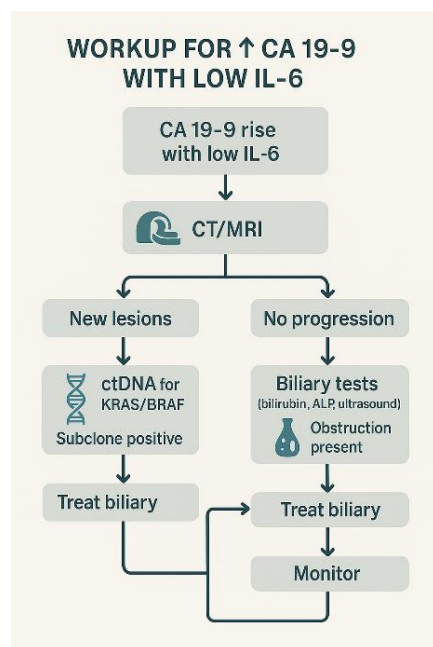 WORKUP FOR ↑ CA 19-9
WITH LOW IL-6
CA 19-9 rise
with low IL-6
CT/MRI
New lesions
No progression
ctDNA for
KRAS/BRAF
Subclone positive
Biliary tests
(bilirubin, ALP, ultrasound)
Obstruction
present
Treat biliary
Treat biliary
Monitor